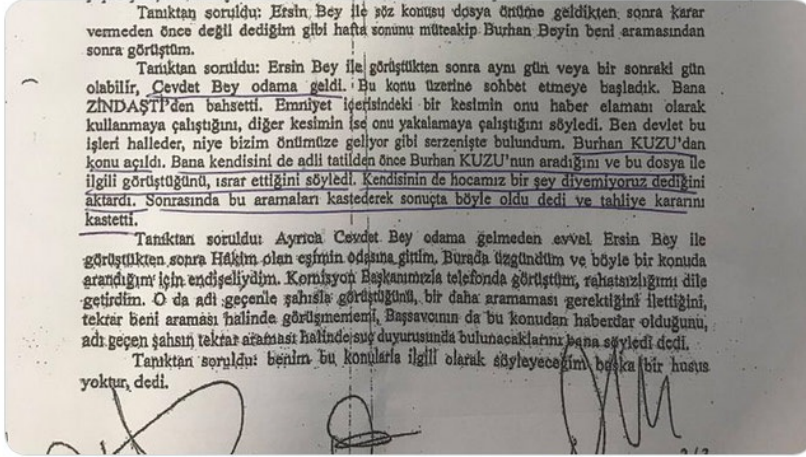 Tanıktan soruldu: Ersin Bey ile söz konusu dosya önüme geldikten sonra karar
vermeden önce değil dediğim gibi hafta sonunu müteakip Burhan Beyin beni aramasından
sonra görüştüm.
Tanıktan soruldu: Ersin Bey ile görüştükten sonra aynı gün veya bir sonraki gün
olabilir, Cevdet Bey odama geldi. Bu konu üzerine sohbet etmeye başladık. Bana
ZİNDAŞTİ'den bahsetti. Emniyet içerisindeki bir kesimin onu haber elamanı olarak
kullanmaya çalıştığını, diğer kesimin ise onu yakalamaya çalıştığını söyledi. Ben devlet bu
işleri halleder, niye bizim önümüze geliyor gibi serzenişte bulundum. Burhan KUZU'dan
konu açıldı. Bana kendisini de adli tatilden önce Burhan KUZU'nun aradığını ve bu dosya ile
ilgili görüştüğünü, ısrar ettiğini söyledi. Kendisinin de hocamız bir şey diyemiyoruz dediğini
aktardı. Sonrasında bu aramaları kastederek sonuçta böyle oldu dedi ve tahliye kararını
kastetti.
Tanıktan soruldu: Ayrıca Cevdet Bey odama gelmeden evvel Ersin Bey ile
görüştükten sonra Hakim olan eşimin odasına gittim. Burada üzgündüm ve böyle bir konuda
arandığım için endişeliydim. Komisyon Başkanımızla telefonda görüştüm, rahatsızlığımı dile
getirdim. O da adi geçenle şahısla görüştüğünü, bir daha aramaması gerektiğini ilettiğini,
tekrar beni araması halinde görüşmememi, Başsavcının da bu konudan haberdar olduğunu,
adı geçen şahsın tekrar araması halinde suç duyurusunda bulunacaklarını bana söyledi dedi.
Tanıktan soruldu: benim bu konularla ilgili olarak söyleyeceğim başka bir husus
yoktur, dedi.